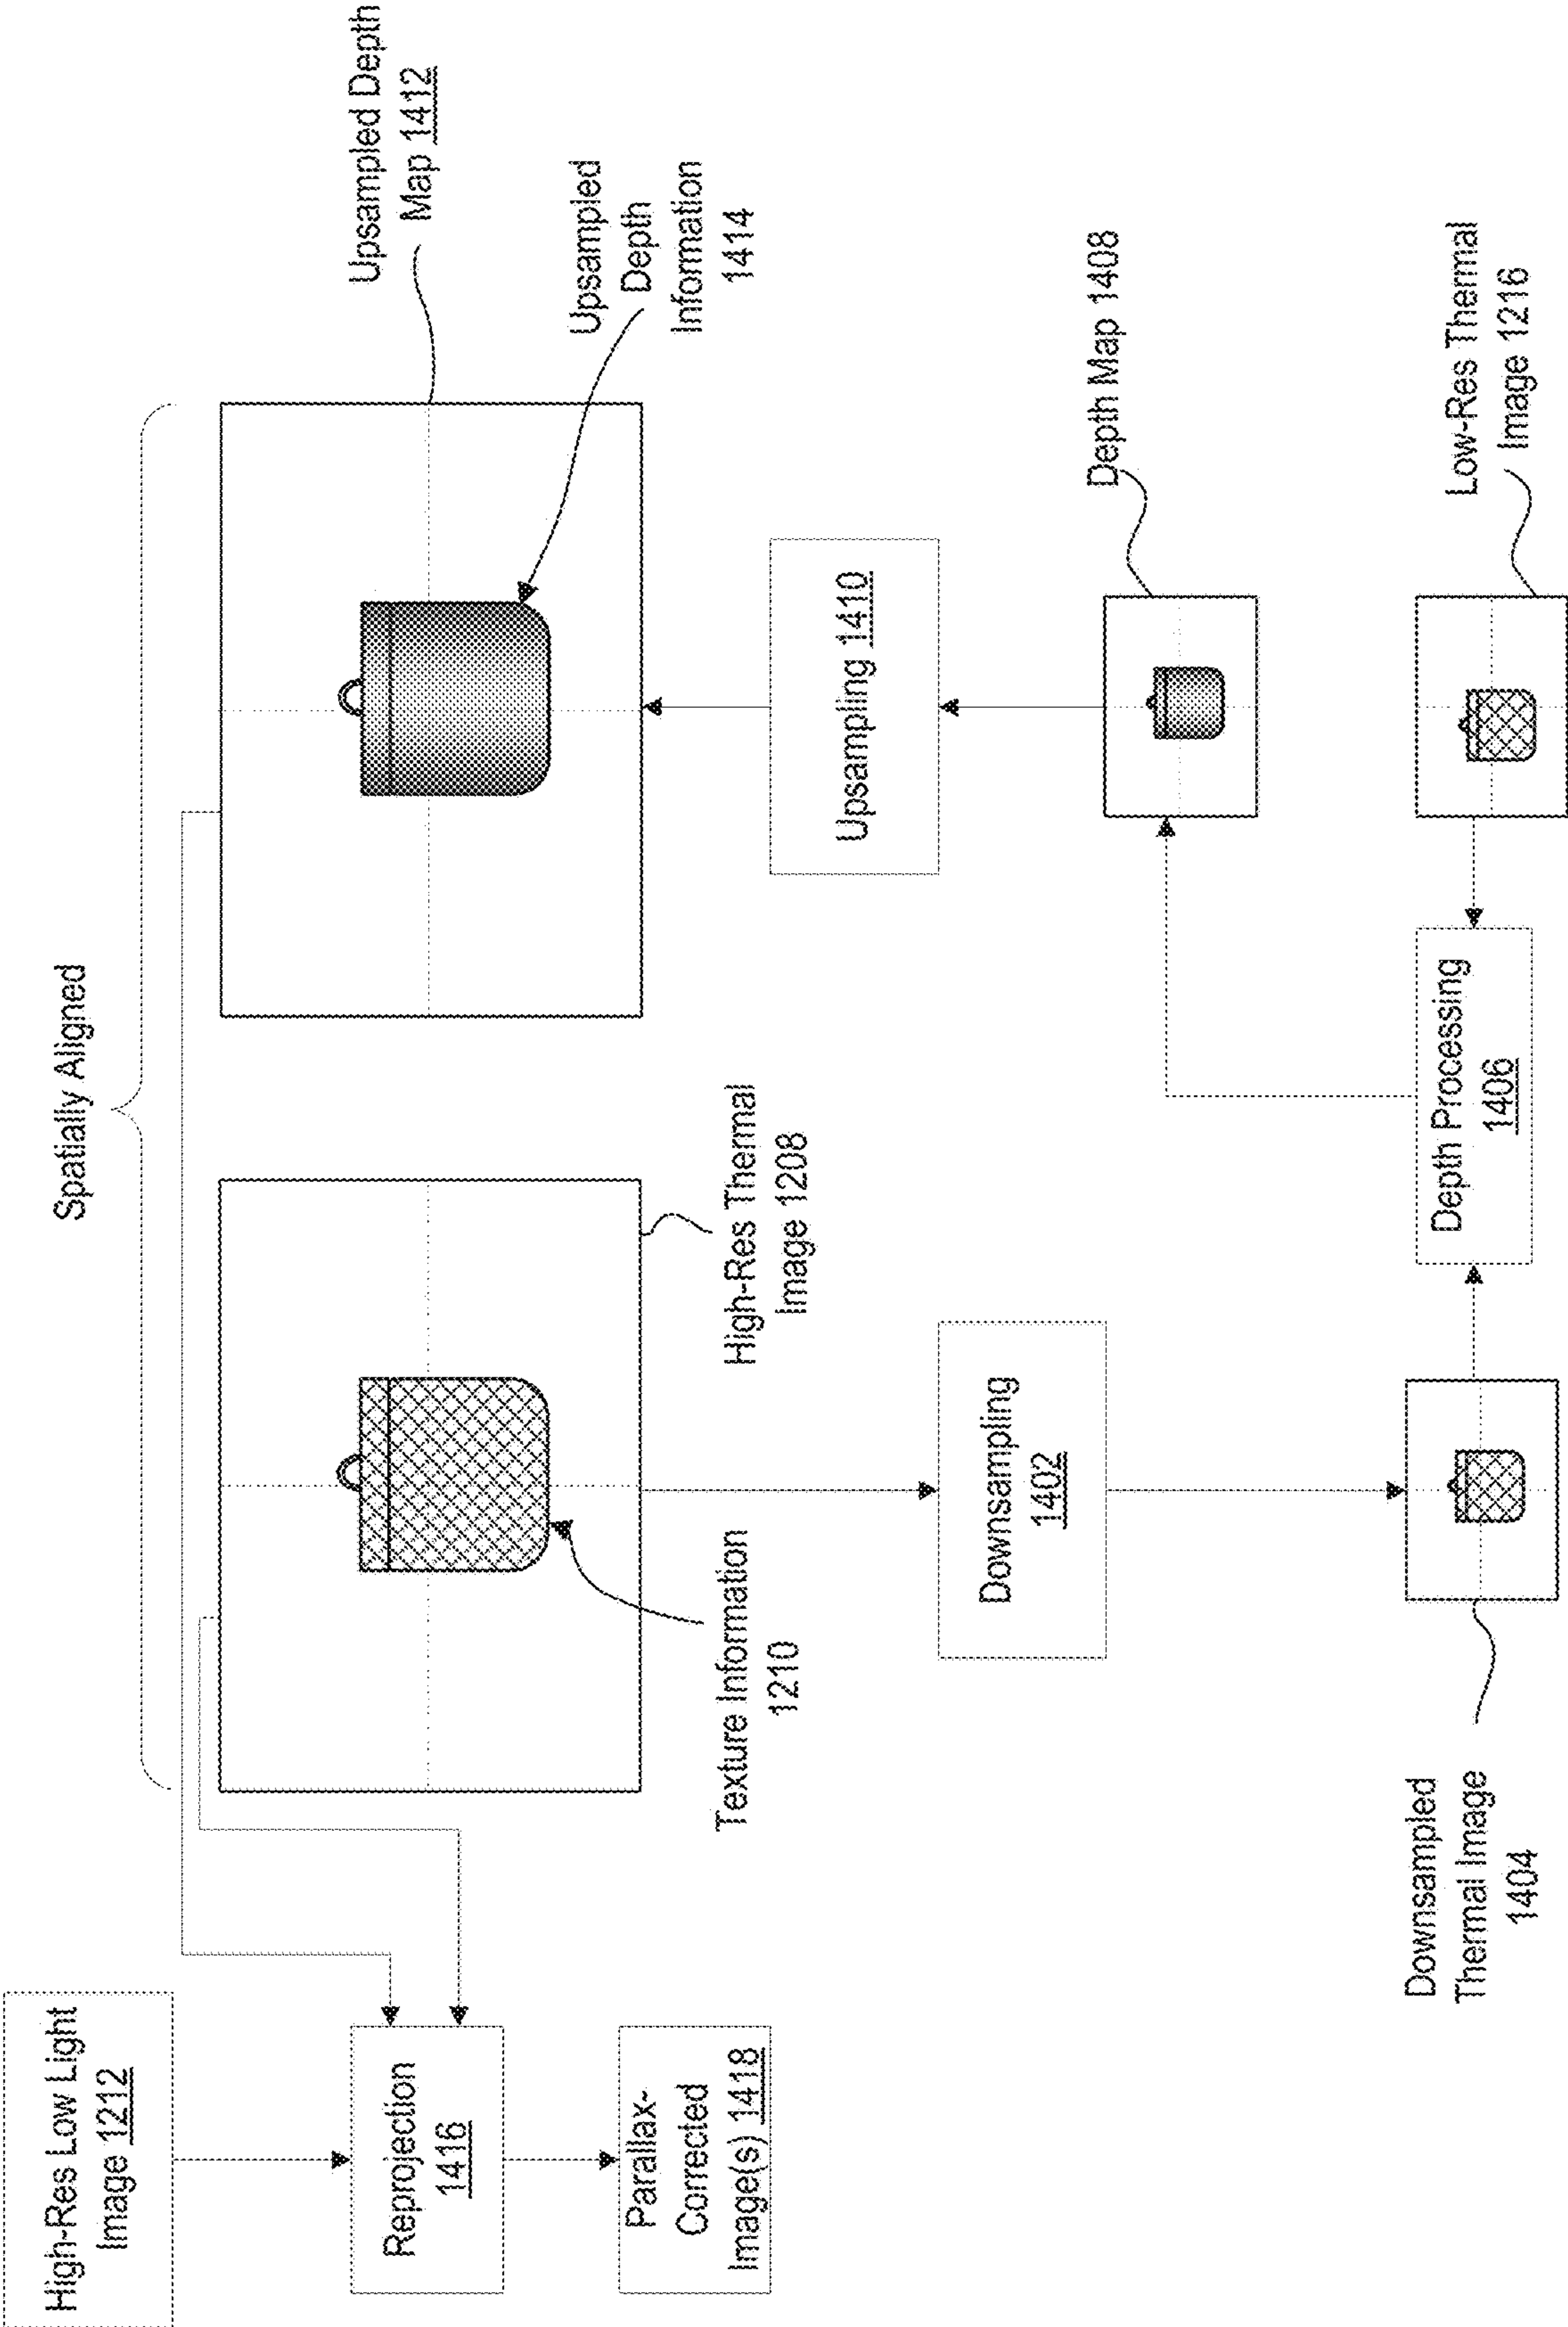 Spatially Aligned
High-Res Low Light
Image 1212
Reprojection
1416
Parallax-
Corrected
Image(s) 1418
Texture Information
1210
High-Res Thermal
Image 1208
Upsampled Depth
Map 1412
Upsampled
Depth
Information
1414
Downsampling
1402
Upsampling 1410
Depth Map 1408
Downsampled
Thermal Image
1404
Depth Processing
1406
Low-Res Thermal
Image 1216